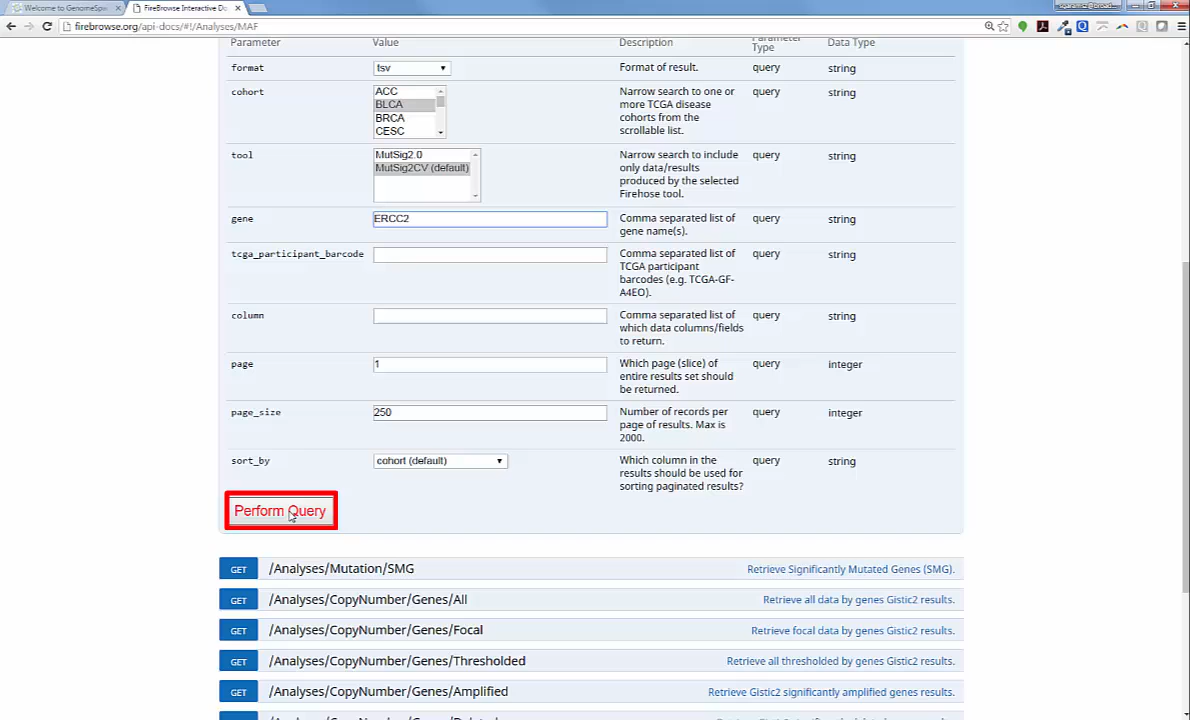 Welcome to GenomeSpa
FireBrowse Interactive Do
firebrowse.org/api-docs/#!/Analyses/MAF
Parameter Value Description Parameter Type Data Type
format tsv Format of result. query string
cohort ACC Narrow search to one or query string
BLCA more TCGA disease
BRCA cohorts from the
CESC scrollable list.
tool MutSig2.0 Narrow search to include query string
MutSig2CV (default) only data/results
produced by the selected
Firehose tool.
gene ERCC2 Comma separated list of query string
gene name(s).
tcga_participant_barcode Comma separated list of query string
TCGA participant
barcodes (e.g. TCGA-GF-
A4EO).
column Comma separated list of query string
which data columns/fields
to return.
page 1 Which page (slice) of query integer
entire results set should
be returned.
page_size 250 Number of records per query integer
page of results. Max is
2000.
sort_by cohort (default) Which column in the query string
results should be used for
sorting paginated results?
Perform Query
GET /Analyses/Mutation/SMG Retrieve Significantly Mutated Genes (SMG).
GET /Analyses/CopyNumber/Genes/All Retrieve all data by genes Gistic2 results.
GET /Analyses/CopyNumber/Genes/Focal Retrieve focal data by genes Gistic2 results.
GET /Analyses/CopyNumber/Genes/Thresholded Retrieve all thresholded by genes Gistic2 results.
GET /Analyses/CopyNumber/Genes/Amplified Retrieve Gistic2 significantly amplified genes results.